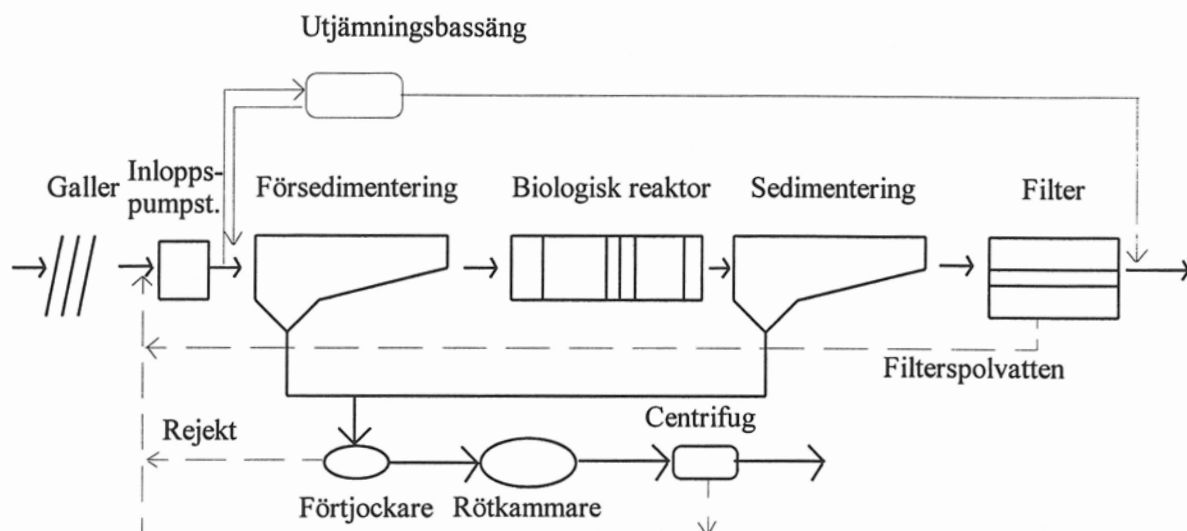 Utjämningsbassäng
Galler
Inlopps-
pumpst.
Försedimentering
Biologisk reaktor
Sedimentering
Filter
Filterspolvatten
Centrifug
Rejekt
Förtjockare
Rötkammare